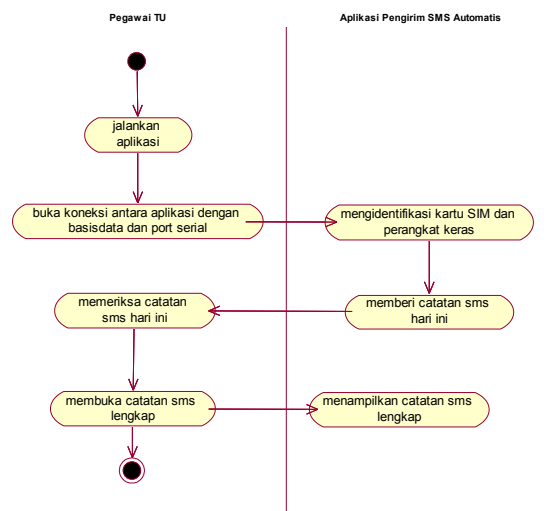 Pegawai TU
Aplikasi Pengirim SMS Automatis
jalankan
aplikasi
buka koneksi antara aplikasi dengan
basisdata dan port serial
mengidentifikasi kartu SIM dan
perangkat keras
memberi catatan sms
hari ini
memeriksa catatan
sms hari ini
membuka catatan sms
lengkap
menampilkan catatan sms
lengkap